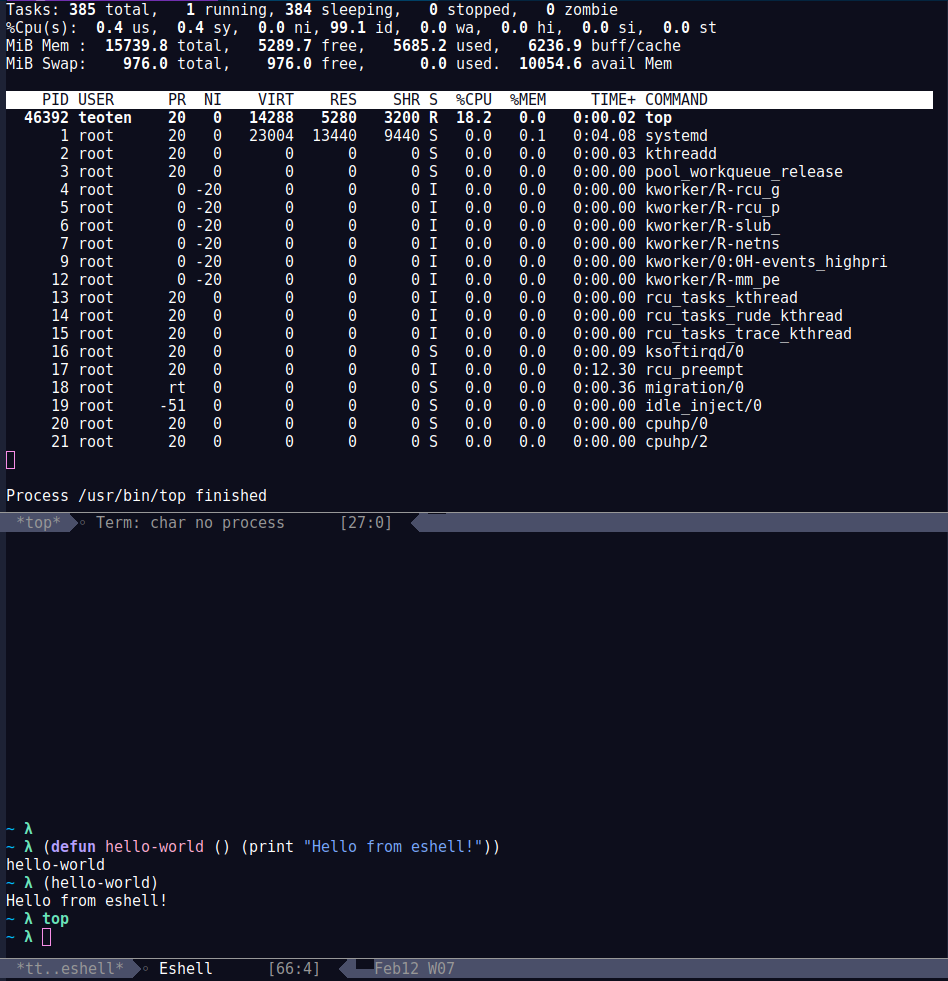 Tasks: 385 total,   1 running, 384 sleeping,   0 stopped,   0 zombie
%Cpu(s):  0.4 us,  0.4 sy,  0.0 ni, 99.1 id,  0.0 wa,  0.0 hi,  0.0 si,  0.0 st
MiB Mem :  15739.8 total,   5289.7 free,   5685.2 used,   6236.9 buff/cache
MiB Swap:    976.0 total,    976.0 free,      0.0 used.  10054.6 avail Mem
    PID USER      PR  NI    VIRT    RES    SHR S  %CPU  %MEM     TIME+ COMMAND
  46392 teoten    20   0   14288   5280   3200 R  18.2   0.0   0:00.02 top
      1 root      20   0   23004  13440   9440 S   0.0   0.1   0:04.08 systemd
      2 root      20   0       0      0      0 S   0.0   0.0   0:00.03 kthreadd
      3 root      20   0       0      0      0 S   0.0   0.0   0:00.00 pool_workqueue_release
      4 root       0 -20       0      0      0 I   0.0   0.0   0:00.00 kworker/R-rcu_g
      5 root       0 -20       0      0      0 I   0.0   0.0   0:00.00 kworker/R-rcu_p
      6 root       0 -20       0      0      0 I   0.0   0.0   0:00.00 kworker/R-slub_
      7 root       0 -20       0      0      0 I   0.0   0.0   0:00.00 kworker/R-netns
      9 root       0 -20       0      0      0 I   0.0   0.0   0:00.00 kworker/0:0H-events_highpri
     12 root       0 -20       0      0      0 I   0.0   0.0   0:00.00 kworker/R-mm_pe
     13 root      20   0       0      0      0 I   0.0   0.0   0:00.00 rcu_tasks_kthread
     14 root      20   0       0      0      0 I   0.0   0.0   0:00.00 rcu_tasks_rude_kthread
     15 root      20   0       0      0      0 I   0.0   0.0   0:00.00 rcu_tasks_trace_kthread
     16 root      20   0       0      0      0 S   0.0   0.0   0:00.09 ksoftirqd/0
     17 root      20   0       0      0      0 I   0.0   0.0   0:12.30 rcu_preempt
     18 root      rt   0       0      0      0 S   0.0   0.0   0:00.36 migration/0
     19 root     -51   0       0      0      0 S   0.0   0.0   0:00.00 idle_inject/0
     20 root      20   0       0      0      0 S   0.0   0.0   0:00.00 cpuhp/0
     21 root      20   0       0      0      0 S   0.0   0.0   0:00.00 cpuhp/2
Process /usr/bin/top finished
*top* ◦ Term: char no process      [27:0]
~ λ
~ λ (defun hello-world () (print "Hello from eshell!"))
hello-world
~ λ (hello-world)
Hello from eshell!
~ λ top
~ λ
*tt..eshell* ◦ Eshell      [66:4]      Feb12 W07